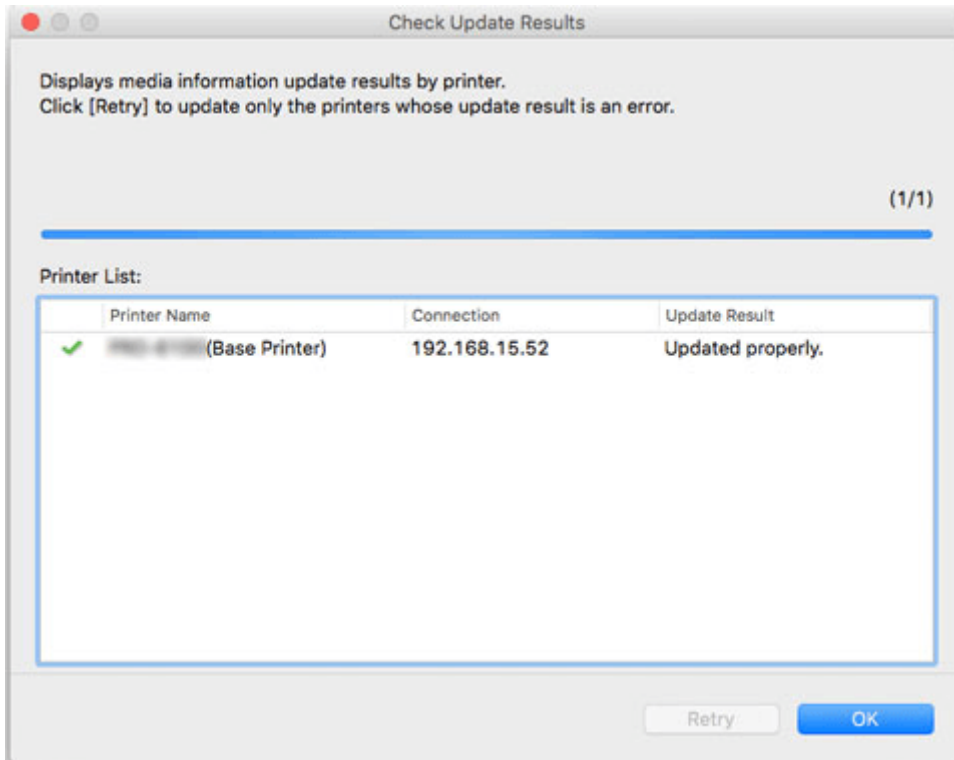 Check Update Results
Displays media information update results by printer.
Click [Retry] to update only the printers whose update result is an error.
(1/1)
Printer List:
Printer Name Connection Update Result
(Base Printer) 192.168.15.52 Updated properly.
Retry OK